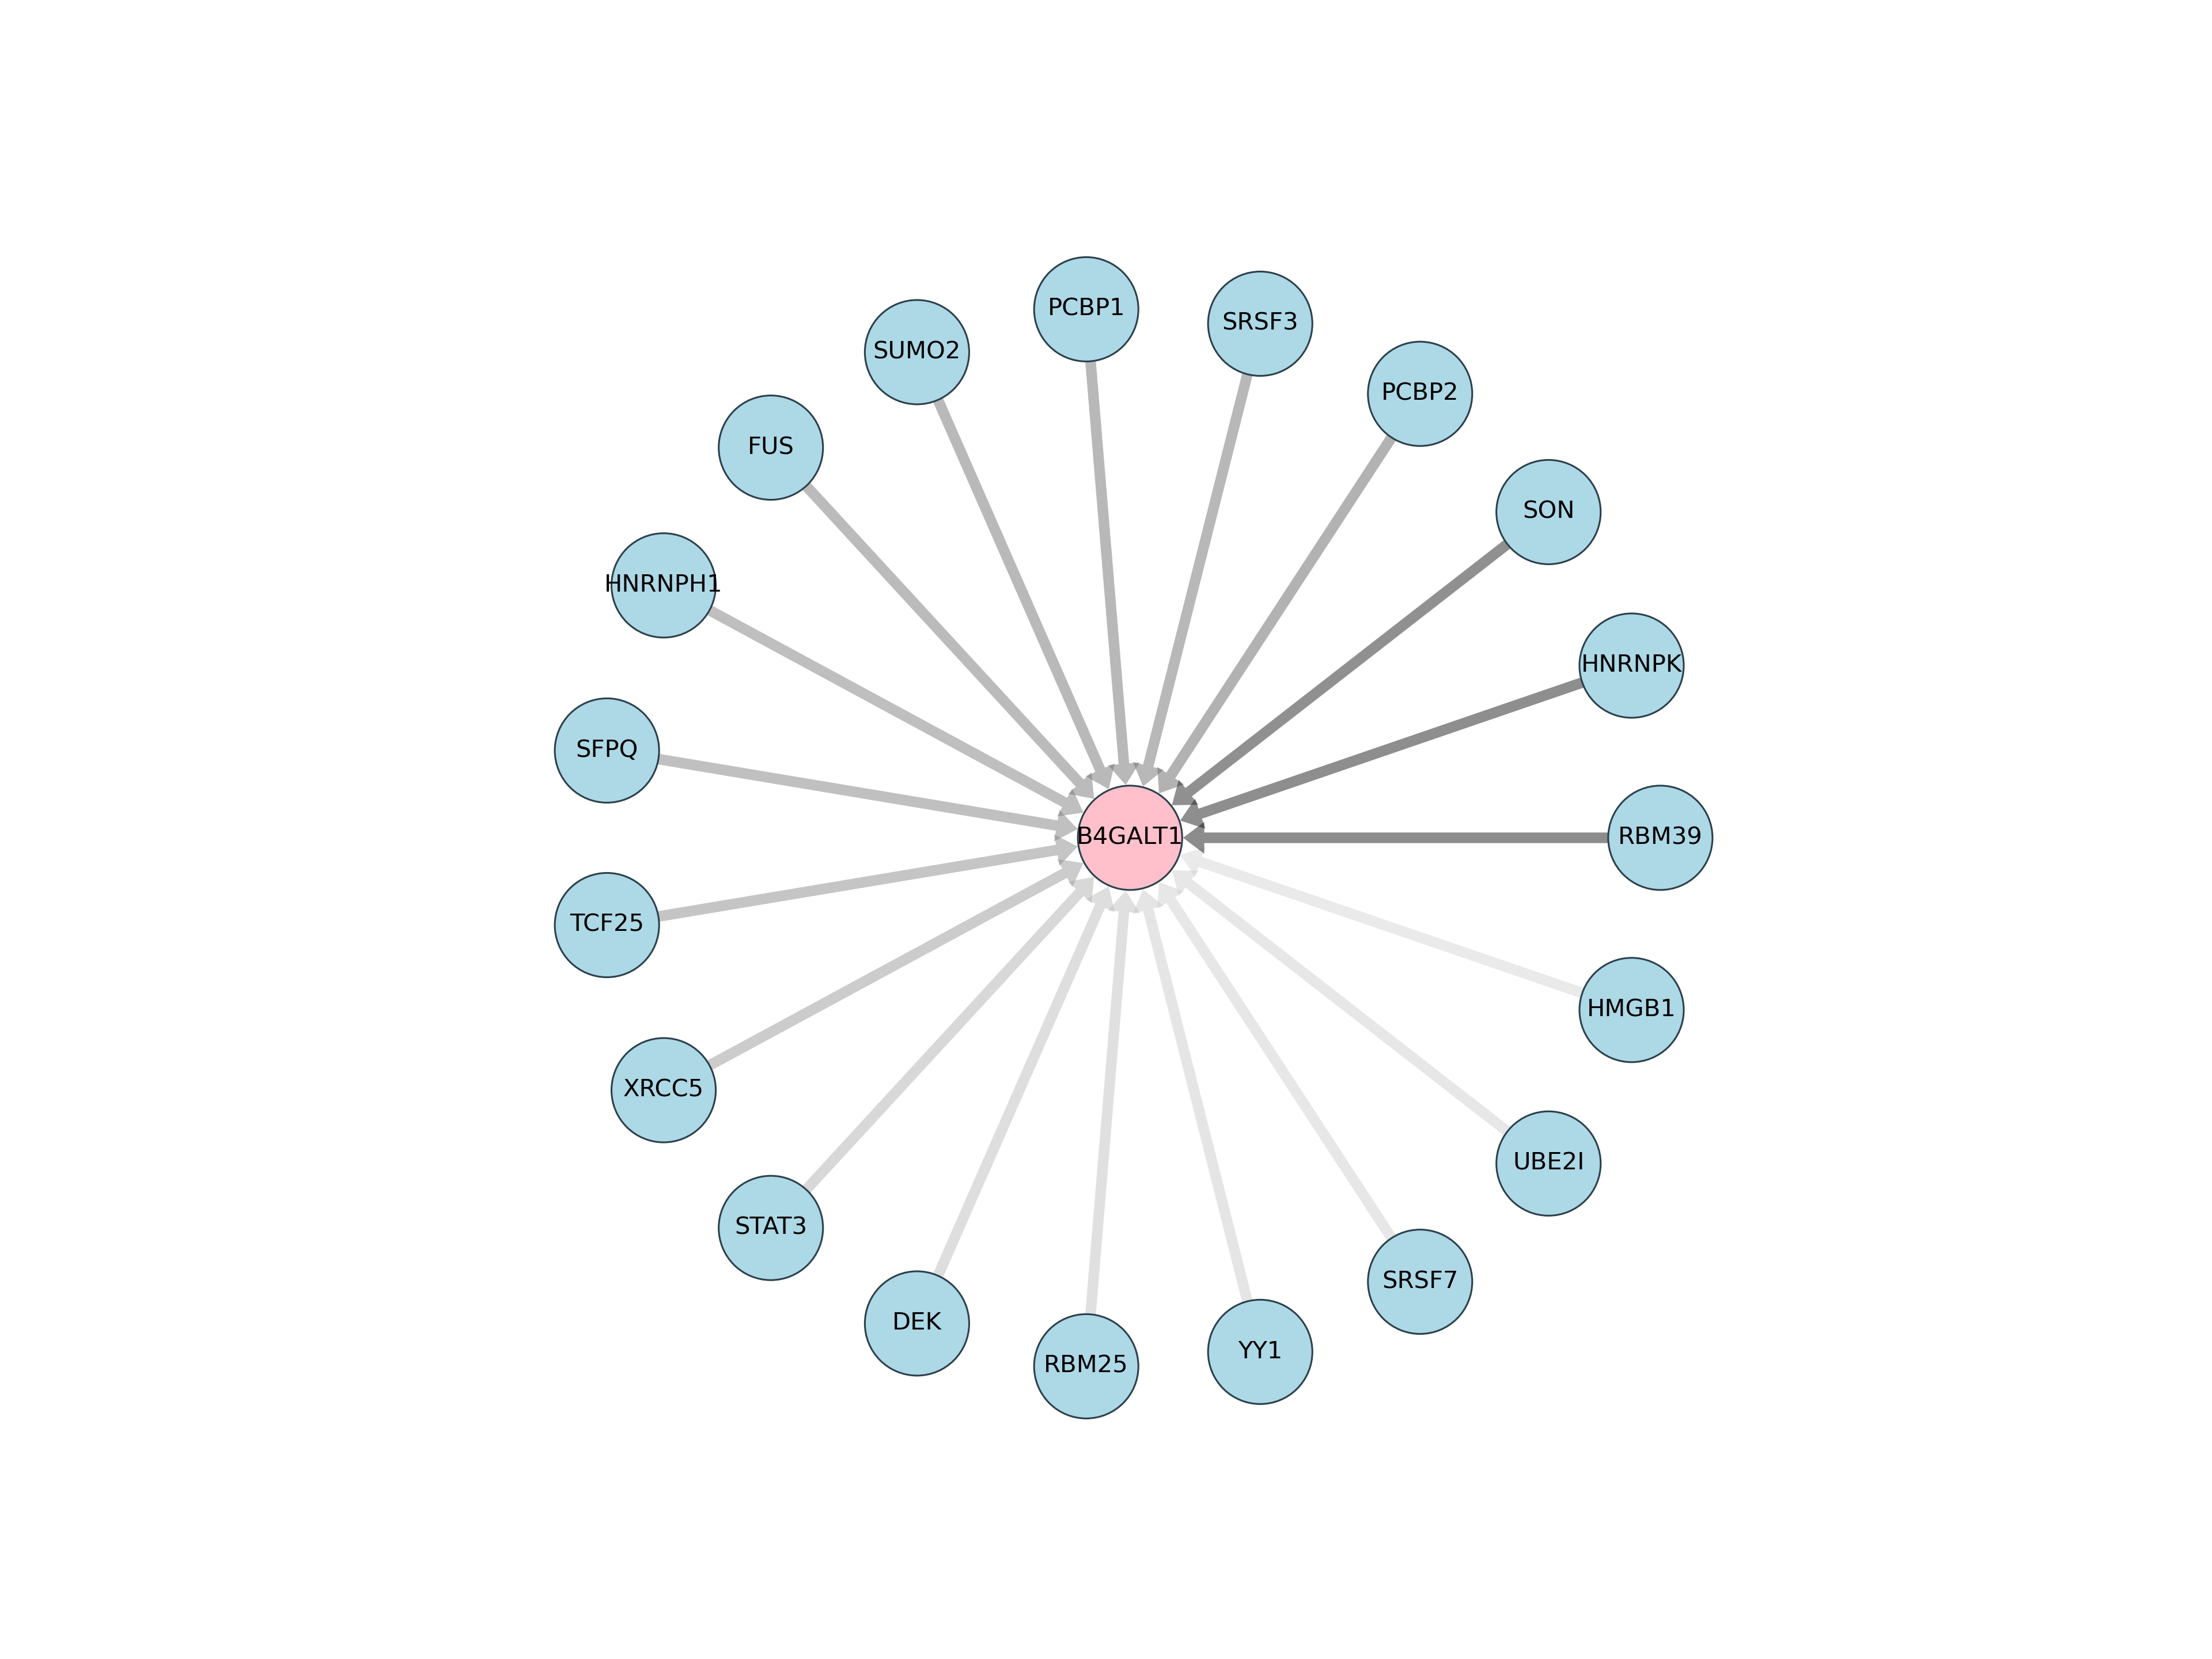 PCBP1
SRSF3
SUMO2
PCBP2
FUS
SON
HNRNPH1
HNRNPK
SFPQ
B4GALT1
RBM39
TCF25
HMGB1
XRCC5
UBE2I
STAT3
SRSF7
DEK
YY1
RBM25